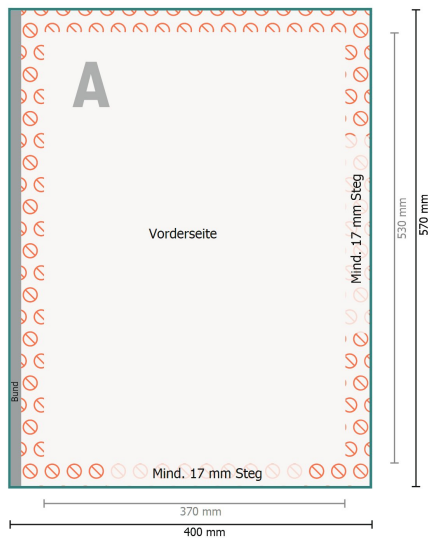 A
Vorderseite
Mind. 17 mm Steg
530 mm
570 mm
Bund
Mind. 17 mm Steg
370 mm
400 mm